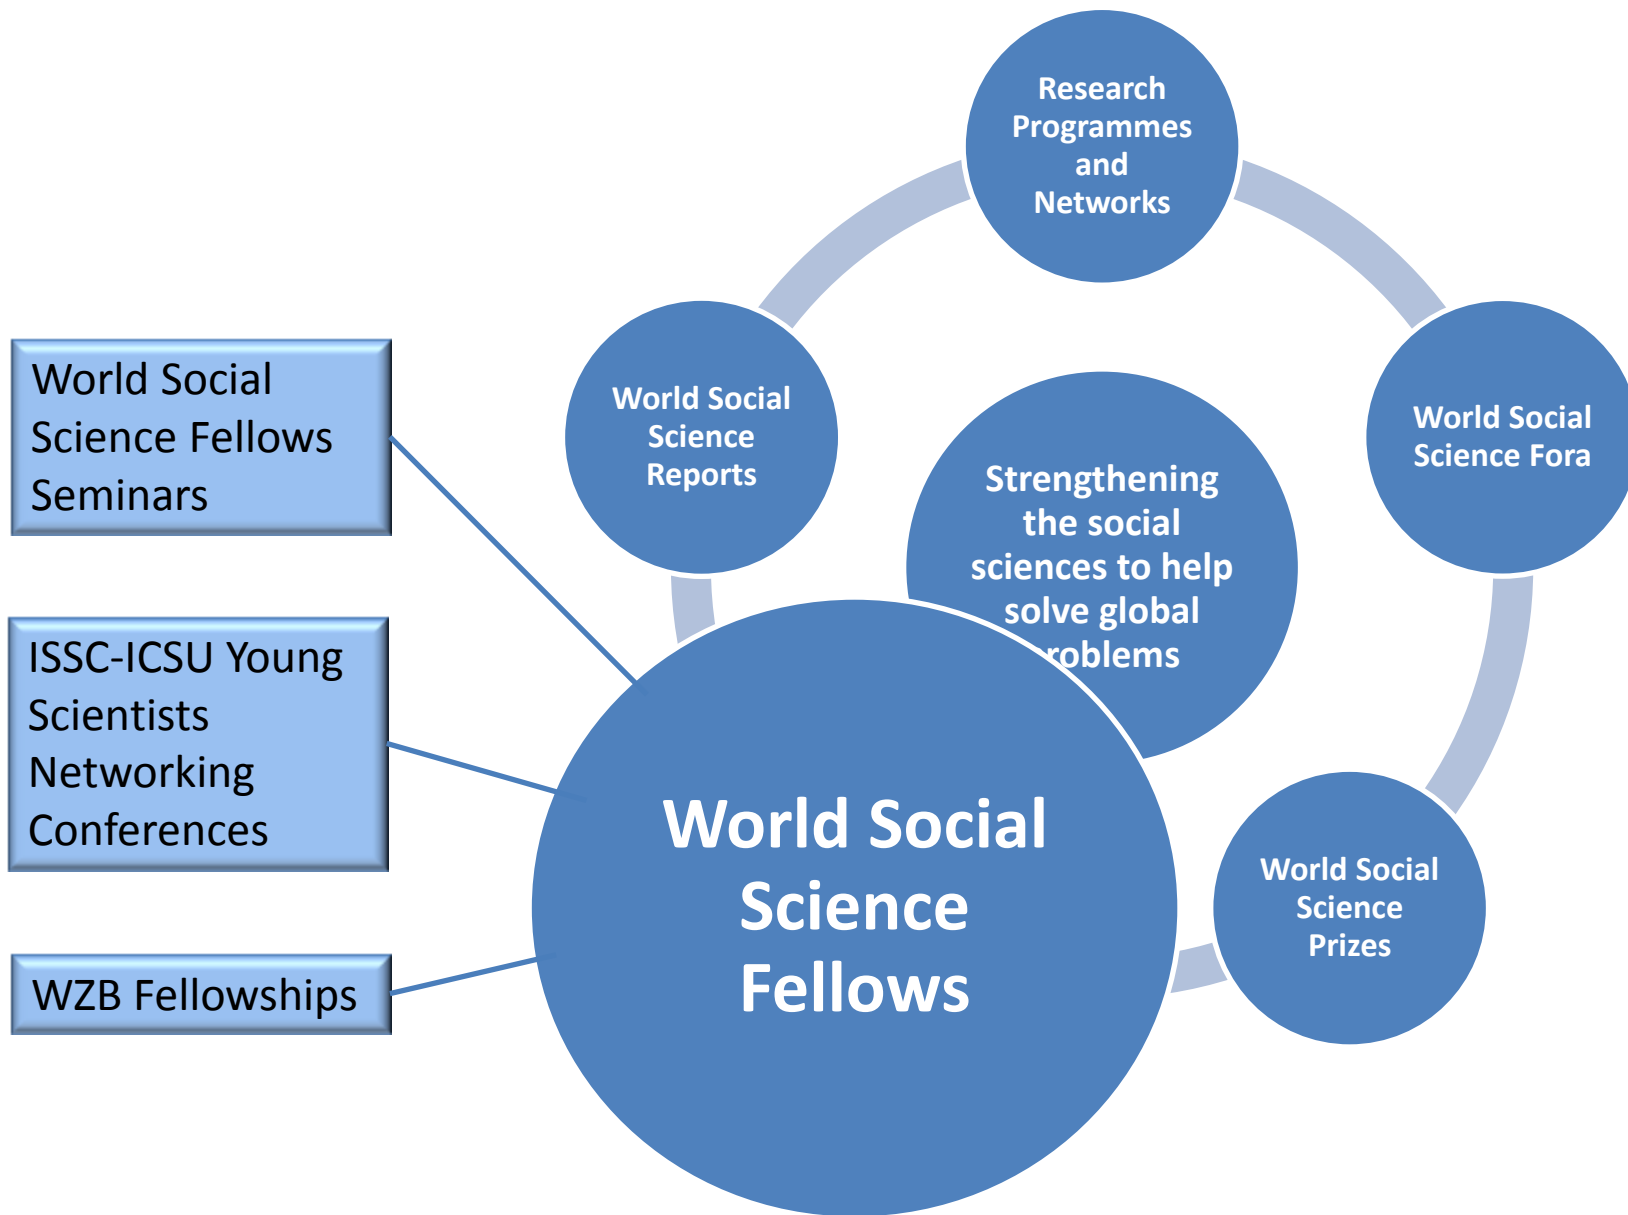 Research
Programmes
and
Networks
World Social
Science
Reports
World Social
Science Fora
Strengthening
the social
sciences to help
solve global
roblems
World Social
Science Fellows
Seminars
ISSC-ICSU Young
Scientists
Networking
Conferences
WZB Fellowships
World Social
Science
Fellows
World Social
Science
Prizes